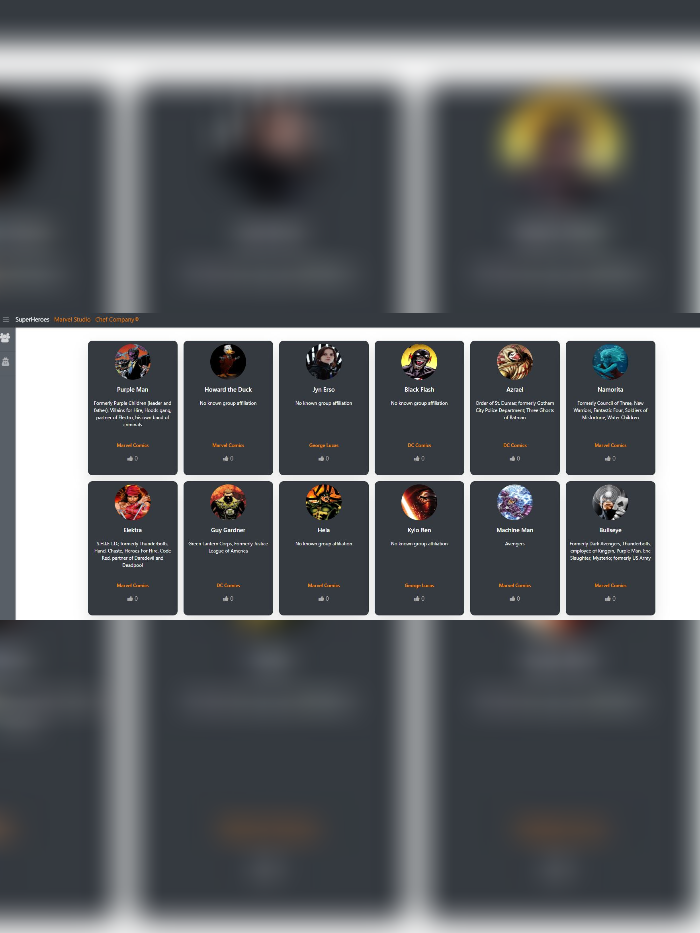 SuperHeroes Marvel Studio Chef Company®
Purple Man
Formerly Purple Children (leader and
father), Villains for Hire, Hood's gang,
partner of Electro, his own band of
criminals
Marvel Comics
0
Howard the Duck
No known group affiliation
Marvel Comics
0
Jyn Erso
No known group affiliation
George Lucas
0
Black Flash
No known group affiliation
DC Comics
0
Azrael
Order of St. Dumas; formerly Gotham
City Police Department; Three Ghosts
of Batman
DC Comics
0
Namorita
Formerly Council of Three, New
Warriors, Fantastic Four, Soldiers of
Misfortune, Water Children
Marvel Comics
0
Elektra
S.H.I.E.L.D; formerly Thunderbolts,
Hand, Chaste, Heroes For Hire, Code
Red, partner of Daredevil and
Deadpool
Marvel Comics
0
Guy Gardner
Green Lantern Corps, Formerly Justice
League of America
DC Comics
0
Hela
No known group affiliation
Marvel Comics
0
Kylo Ren
No known group affiliation
George Lucas
0
Machine Man
Avengers
Marvel Comics
0
Bullseye
Formerly Dark Avengers, Thunderbolts,
employee of Kingpin, Purple Man, Eric
Slaughter, Mysterio; formerly US Army
Marvel Comics
0